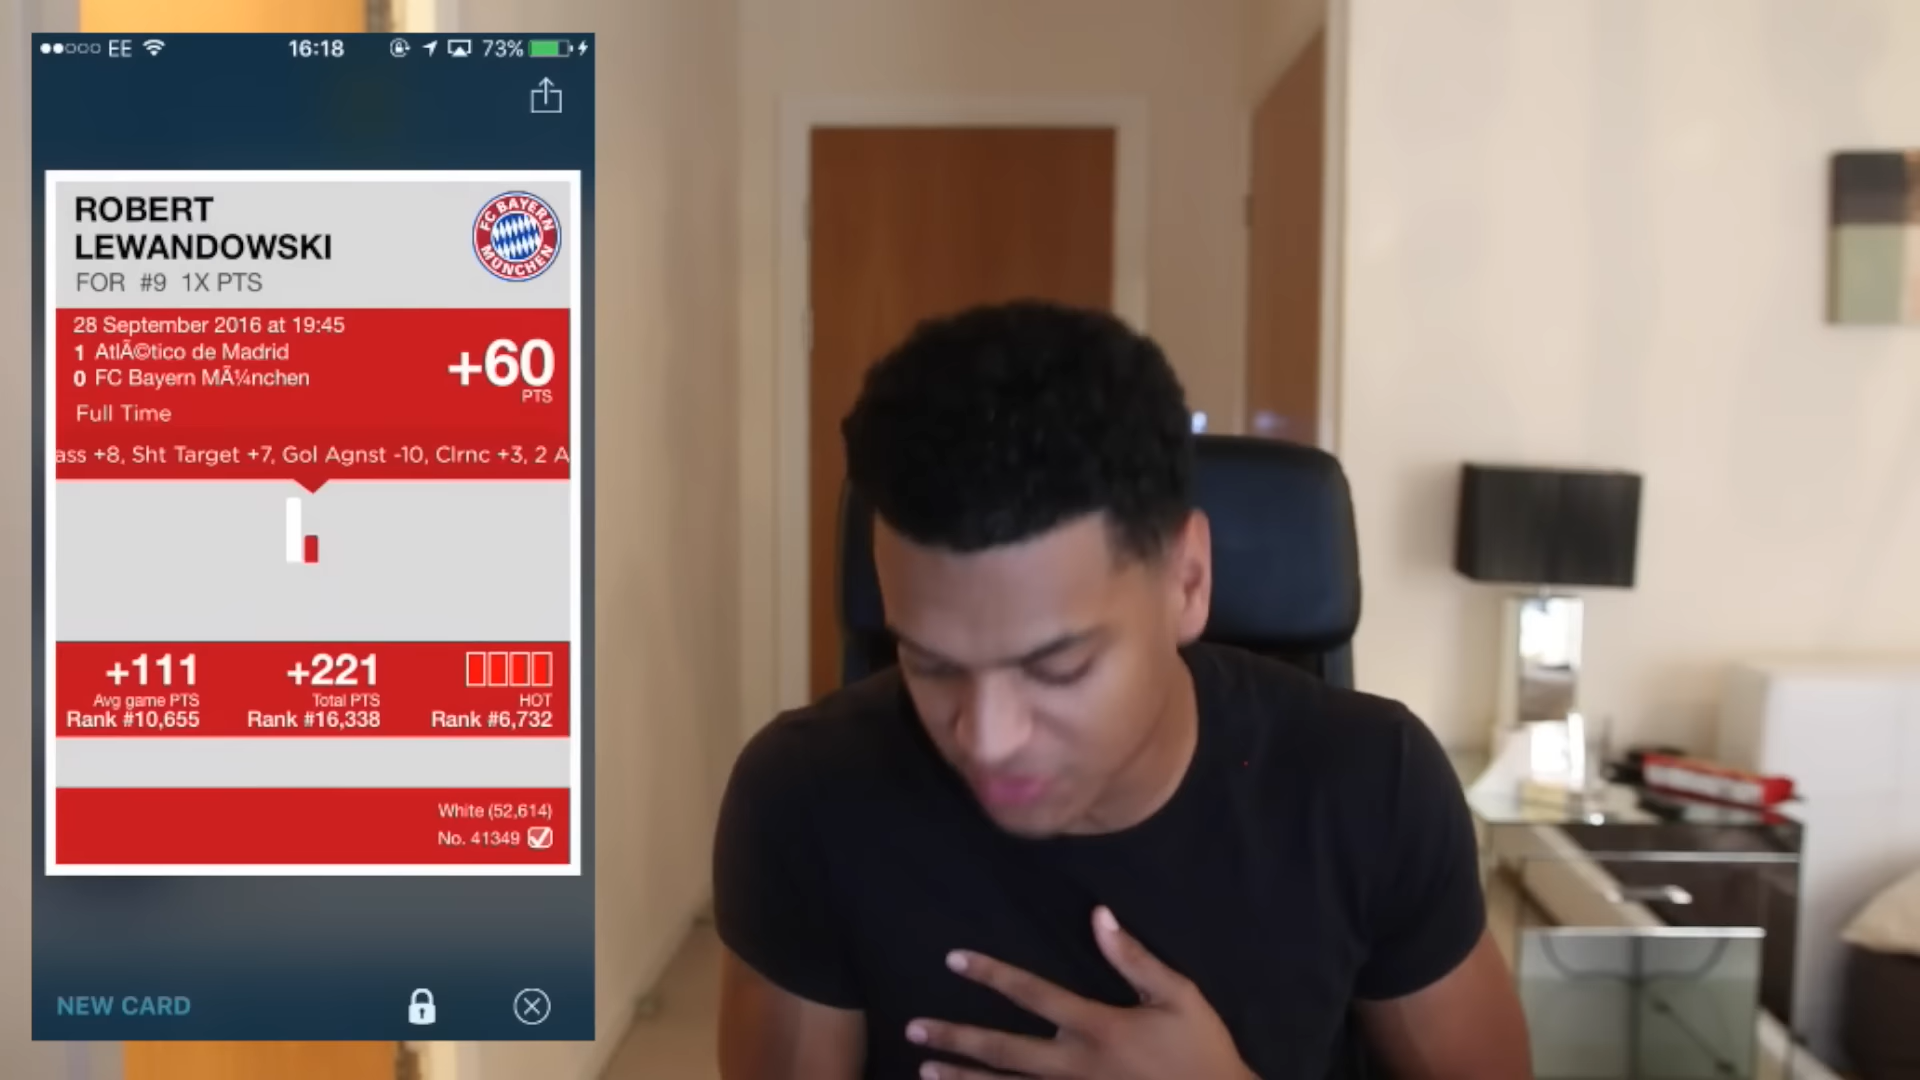 EE 16:18 73%
ROBERT
LEWANDOWSKI
FC BAYERN
MÜNCHEN
FOR #9 1X PTS
28 September 2016 at 19:45
1 AtlÃ©tico de Madrid
0 FC Bayern MÃ¼nchen
+60
PTS
Full Time
ass +8, Sht Target +7, Gol Agnst -10, Clrnc +3, 2 A
+111 +221
Avg game PTS Total PTS HOT
Rank #10,655 Rank #16,338 Rank #6,732
White (52,614)
No. 41349
NEW CARD